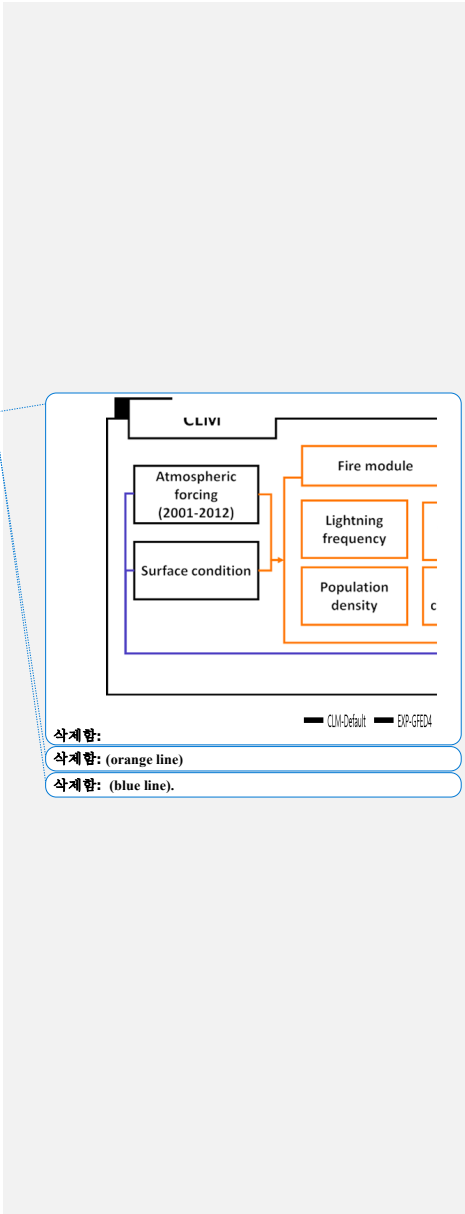 CLM
Fire module
Atmospheric
forcing
(2001-2012)
Lightning
frequency
Surface condition
Population
density
c
CLM-Default EXP-GFED4
삭제함:
삭제함: (orange line)
삭제함: (blue line).